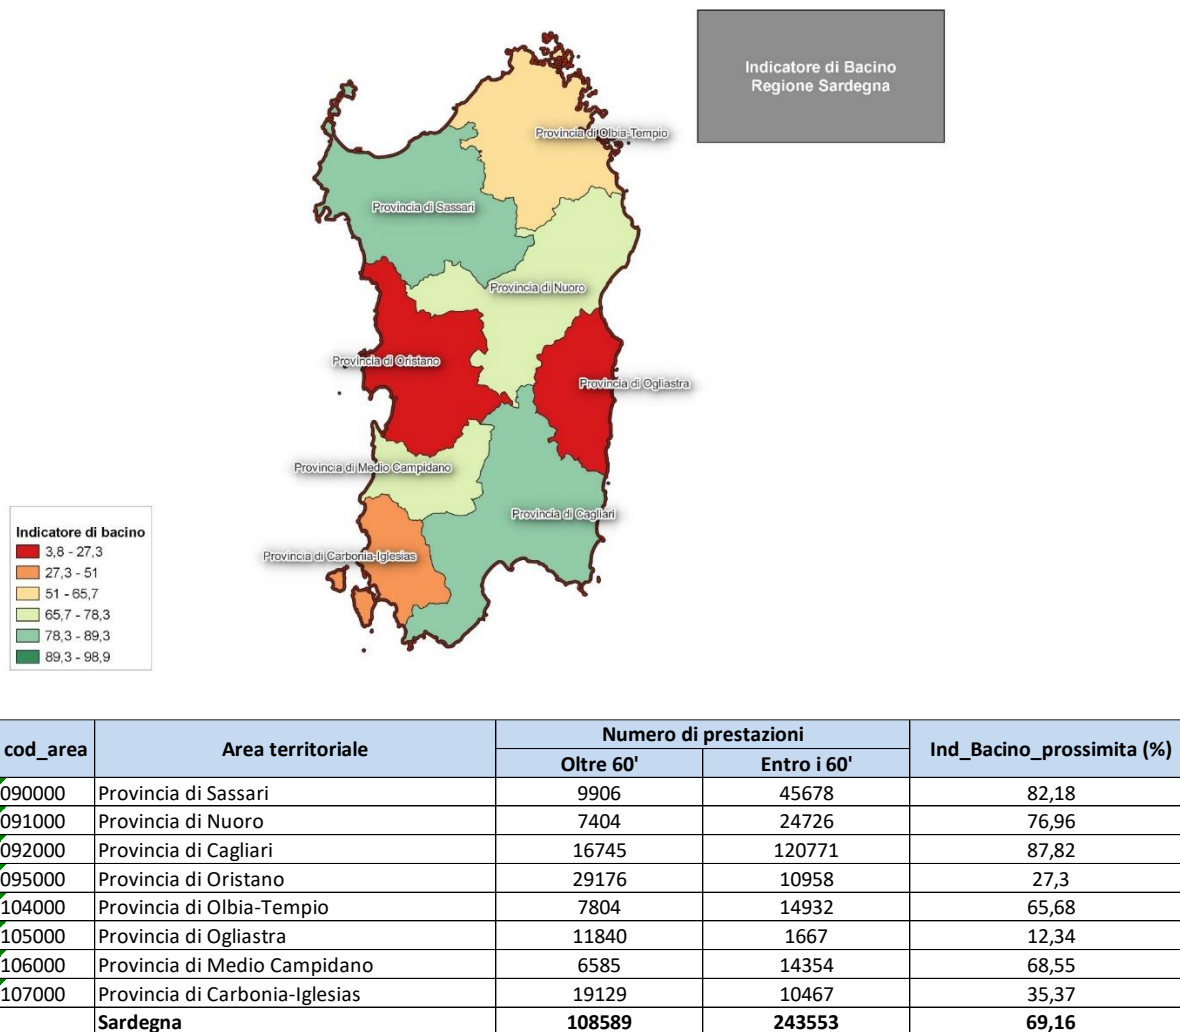 Indicatore di Bacino
Regione Sardegna
Provincia di Olbia-Tempio
Provincia di Sassari
Provincia di Nuoro
Provincia di Oristano
Provincia di Ogliastra
Provincia di Medio Campidano
Provincia di Cagliari
Provincia di Carbonia-Iglesias
Indicatore di bacino
3,8 - 27,3
27,3 - 51
51 - 65,7
65,7 - 78,3
78,3 - 89,3
89,3 - 98,9
cod_area Area territoriale Numero di prestazioni Ind_Bacino_prossimita (%)
Oltre 60' Entro i 60'
090000 Provincia di Sassari 9906 45678 82,18
091000 Provincia di Nuoro 7404 24726 76,96
092000 Provincia di Cagliari 16745 120771 87,82
095000 Provincia di Oristano 29176 10958 27,3
104000 Provincia di Olbia-Tempio 7804 14932 65,68
105000 Provincia di Ogliastra 11840 1667 12,34
106000 Provincia di Medio Campidano 6585 14354 68,55
107000 Provincia di Carbonia-Iglesias 19129 10467 35,37
Sardegna 108589 243553 69,16